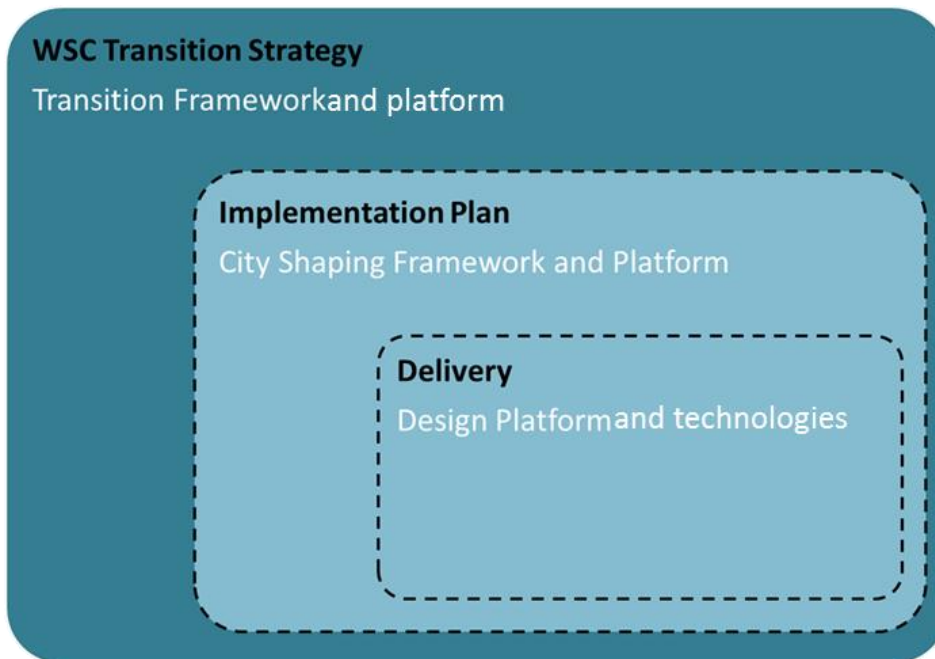 WSC Transition Strategy
Transition Frameworkand platform
Implementation Plan
City Shaping Framework and Platform
Delivery
Design Platformand technologies